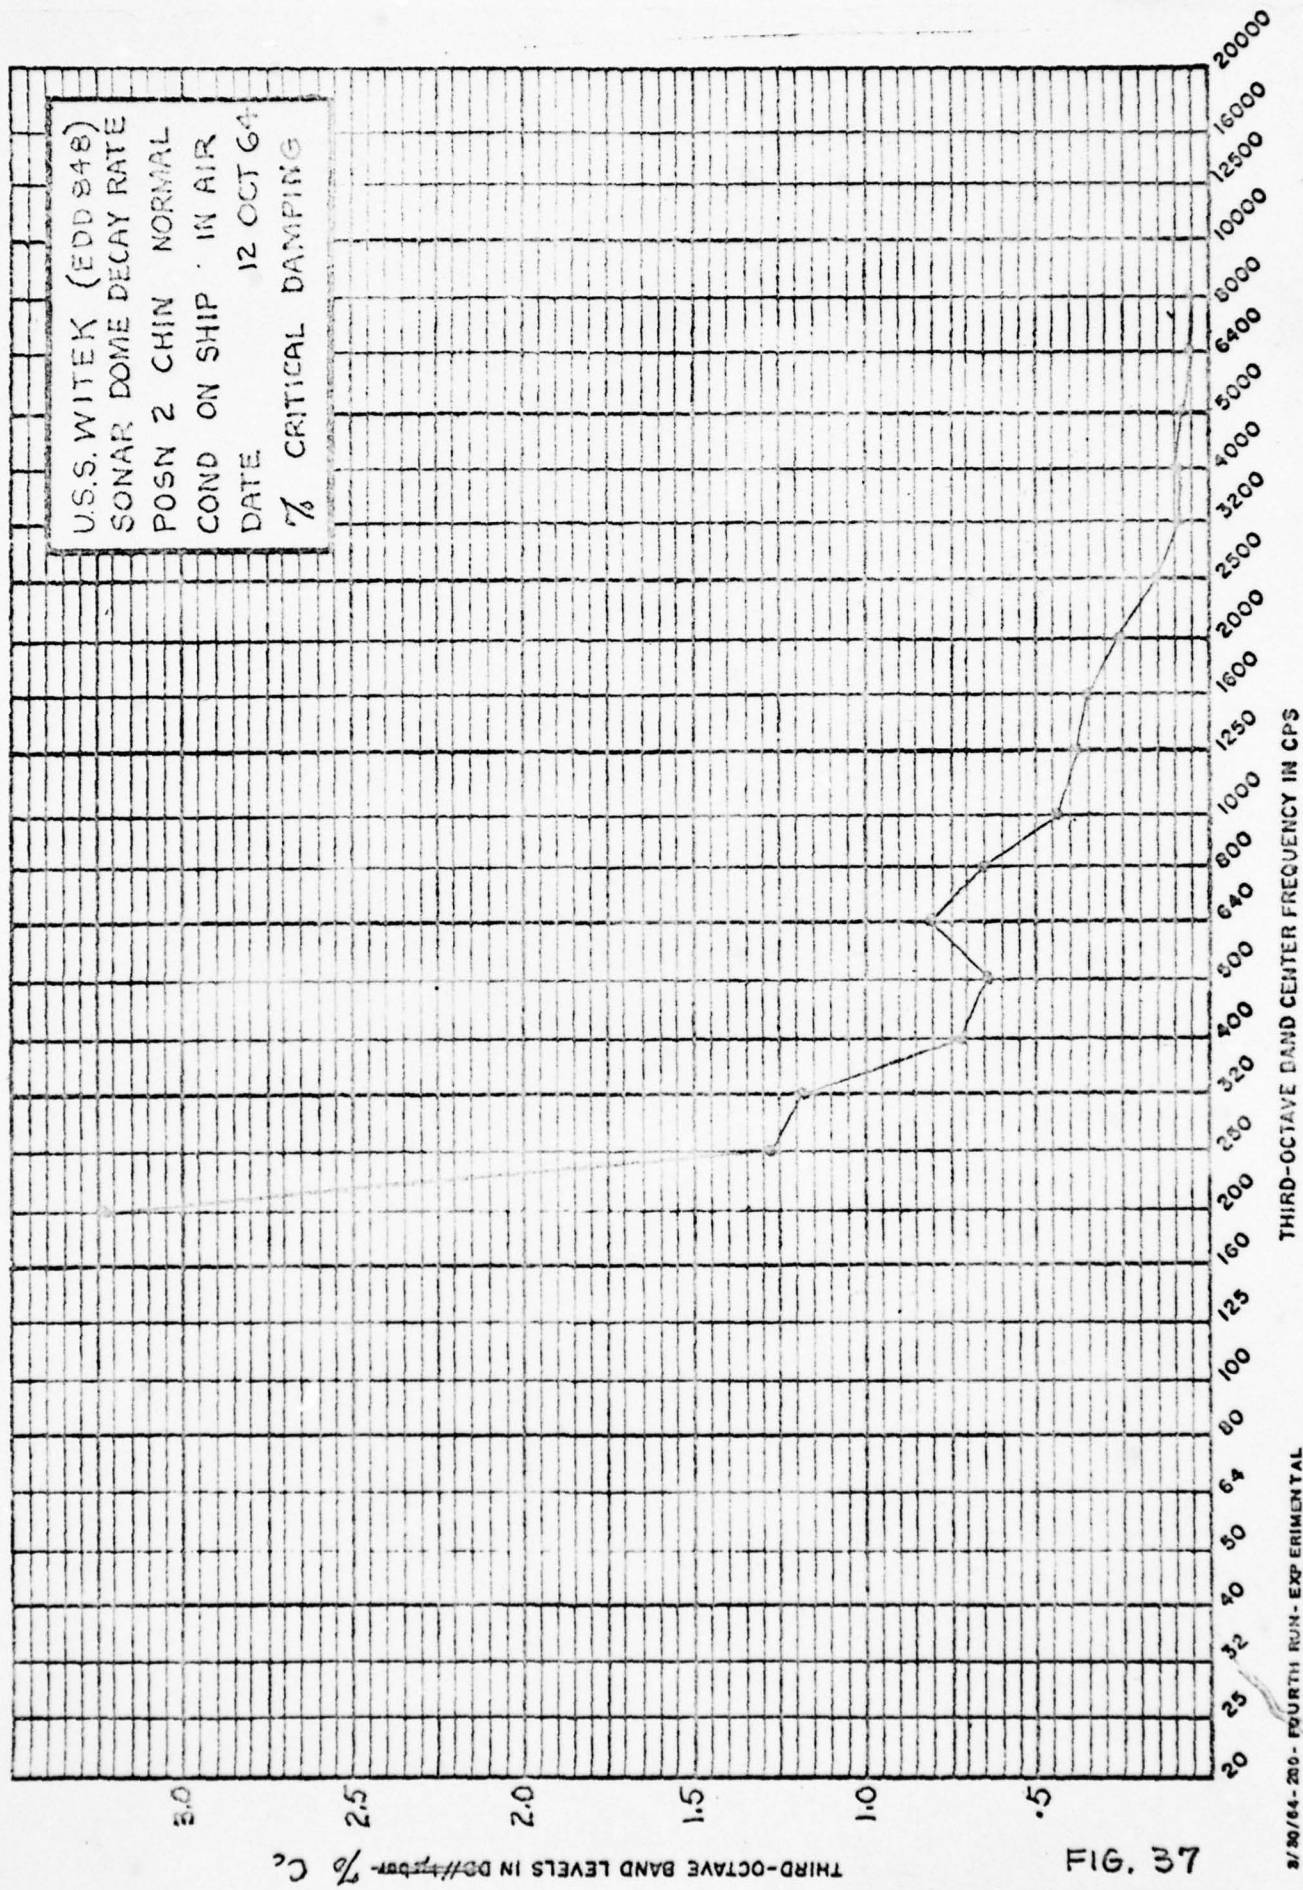 U.S.S. WITEK (EDD 848)
SONAR DOME DECAY RATE
POSN 2 CHIN NORMAL
COND ON SHIP · IN AIR
DATE 12 OCT 64
% CRITICAL DAMPING
3.0
2.5
2.0
1.5
1.0
.5
THIRD-OCTAVE BAND LEVELS IN % Cc
20 25 32 40 50 64 80 100 125 160 200 250 320 400 500 640 800 1000 1250 1600 2000 2500 3200 4000 5000 6400 8000 10000 12500 16000 20000
THIRD-OCTAVE BAND CENTER FREQUENCY IN CPS
FIG. 37
3/30/64-200- FOURTH RUN- EXPERIMENTAL